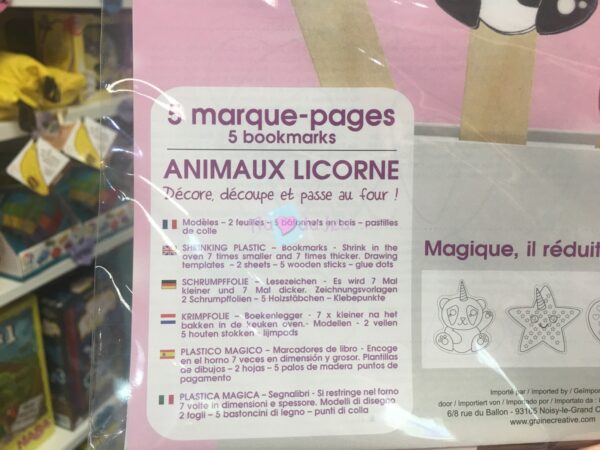 5 marque-pages
5 bookmarks
ANIMAUX LICORNE
Décore, découpe et passe au four !
Modèles – 2 feuilles – 5 batonnets en bois – pastilles
de colle
SHRINKING PLASTIC – Bookmarks - Shrink in the
oven 7 times smaller and 7 times thicker. Drawing
templates – 2 sheets – 5 wooden sticks – glue dots
SCHRUMPFFOLIE – Lesezeichen - Es wird 7 Mal
kleiner und 7 Mal dicker. Zeichnungsvorlagen
2 Schrumpffolien – 5 Holzstäbchen – Klebepunkte
KRIMPFOLIE – Boekenlegger - 7 x kleiner na het
bakken in de keuken oven. - Modellen - 2 vellen
5 houten stokken – lijmpads
PLASTICO MAGICO – Marcadores de libro - Encoge
en el horno 7 veces en dimensión y grosor. Plantillas
de dibujos – 2 hojas – 5 palos de madera puntos de
pagamento
PLASTICA MAGICA – Segnalibri - Si restringe nel forno
7 volte in dimensioni e spessore. Modelli di disegno
2 fogli – 5 bastoncini di legno – punti di colla
Magique, il réduit
Importé par / Imported by / Geïmport
door / Importiert von / Importado por / Importato da :
6/8 rue du Ballon - 93165 Noisy-le-Grand C
www.grainecreative.com
HABA